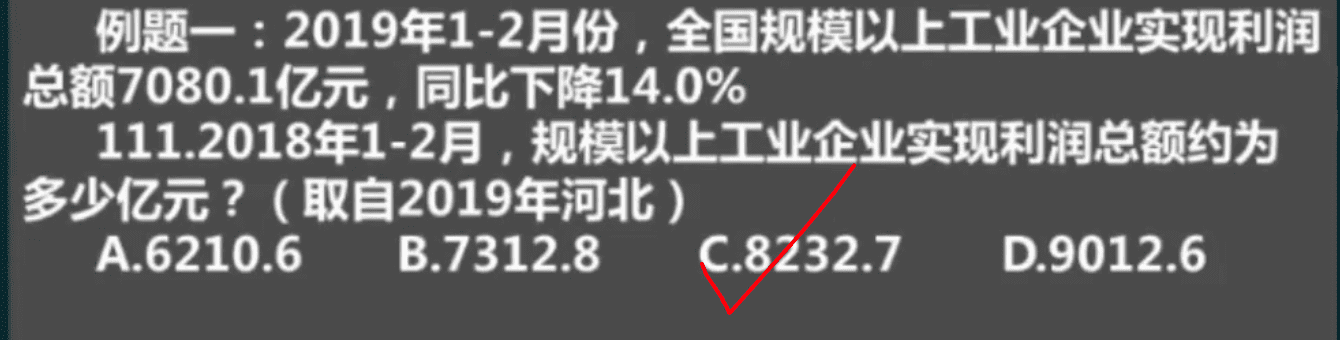 例题一：2019年1-2月份，全国规模以上工业企业实现利润
总额7080.1亿元，同比下降14.0%
111.2018年1-2月，规模以上工业企业实现利润总额约为
多少亿元？（取自2019年河北）
A.6210.6 B.7312.8 C.8232.7 D.9012.6